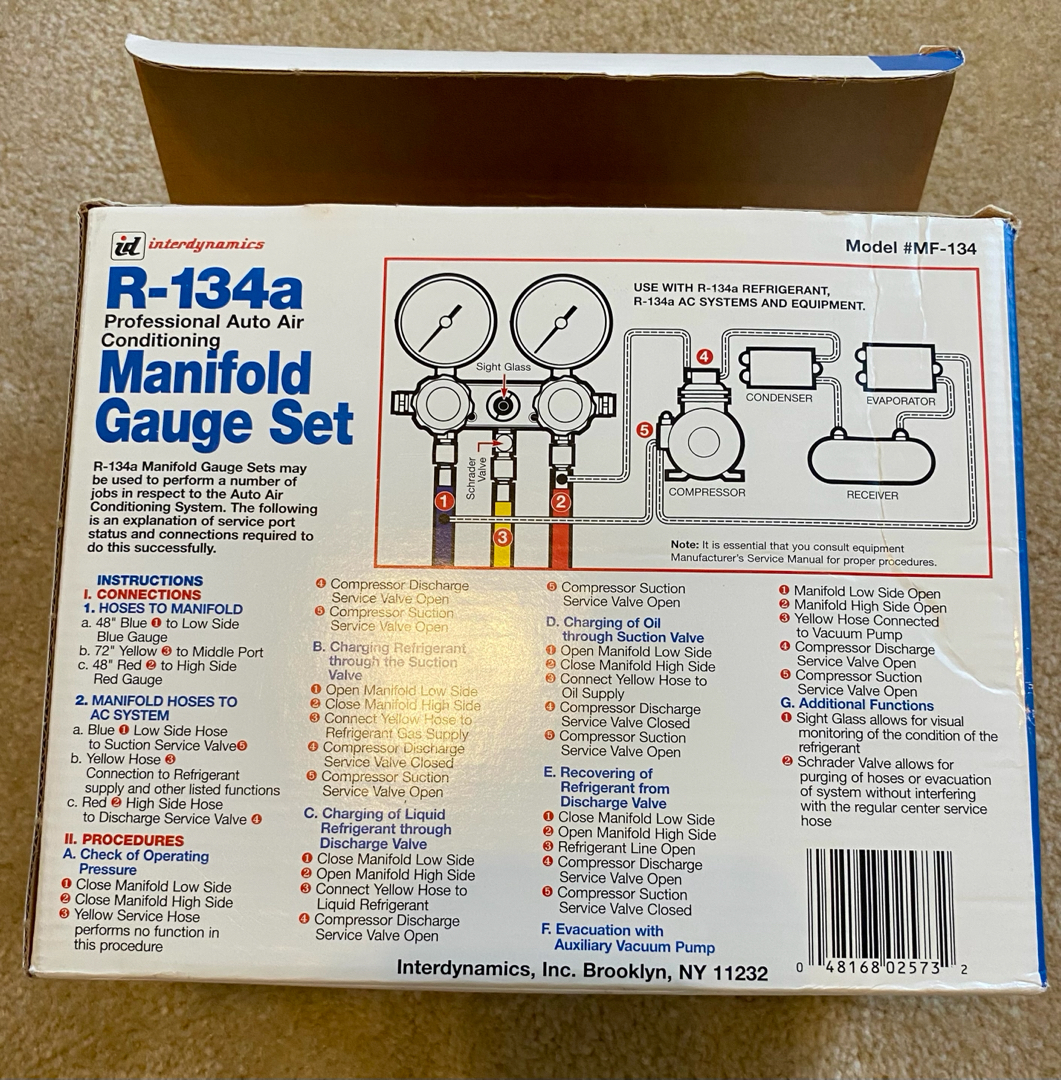 id interdynamics
Model #MF-134
R-134a
Professional Auto Air
Conditioning
Manifold
Gauge Set
R-134a Manifold Gauge Sets may
be used to perform a number of
jobs in respect to the Auto Air
Conditioning System. The following
is an explanation of service port
status and connections required to
do this successfully.
USE WITH R-134a REFRIGERANT,
R-134a AC SYSTEMS AND EQUIPMENT.
Sight Glass
Schrader
Valve
1
2
3
4
5
COMPRESSOR
CONDENSER
EVAPORATOR
RECEIVER
Note: It is essential that you consult equipment
Manufacturer's Service Manual for proper procedures.
INSTRUCTIONS
I. CONNECTIONS
1. HOSES TO MANIFOLD
a. 48" Blue 1 to Low Side
Blue Gauge
b. 72" Yellow 3 to Middle Port
c. 48" Red 2 to High Side
Red Gauge
2. MANIFOLD HOSES TO
AC SYSTEM
a. Blue 1 Low Side Hose
to Suction Service Valve 5
b. Yellow Hose 3
Connection to Refrigerant
supply and other listed functions
c. Red 2 High Side Hose
to Discharge Service Valve 4
II. PROCEDURES
A. Check of Operating
Pressure
1 Close Manifold Low Side
2 Close Manifold High Side
3 Yellow Service Hose
performs no function in
this procedure
4 Compressor Discharge
Service Valve Open
5 Compressor Suction
Service Valve Open
B. Charging Refrigerant
through the Suction
Valve
1 Open Manifold Low Side
2 Close Manifold High Side
3 Connect Yellow Hose to
Refrigerant Gas Supply
4 Compressor Discharge
Service Valve Closed
5 Compressor Suction
Service Valve Open
C. Charging of Liquid
Refrigerant through
Discharge Valve
1 Close Manifold Low Side
2 Open Manifold High Side
3 Connect Yellow Hose to
Liquid Refrigerant
4 Compressor Discharge
Service Valve Open
5 Compressor Suction
Service Valve Open
D. Charging of Oil
through Suction Valve
1 Open Manifold Low Side
2 Close Manifold High Side
3 Connect Yellow Hose to
Oil Supply
4 Compressor Discharge
Service Valve Closed
5 Compressor Suction
Service Valve Open
E. Recovering of
Refrigerant from
Discharge Valve
1 Close Manifold Low Side
2 Open Manifold High Side
3 Refrigerant Line Open
4 Compressor Discharge
Service Valve Open
5 Compressor Suction
Service Valve Closed
F. Evacuation with
Auxiliary Vacuum Pump
1 Manifold Low Side Open
2 Manifold High Side Open
3 Yellow Hose Connected
to Vacuum Pump
4 Compressor Discharge
Service Valve Open
5 Compressor Suction
Service Valve Open
G. Additional Functions
1 Sight Glass allows for visual
monitoring of the condition of the
refrigerant
2 Schrader Valve allows for
purging of hoses or evacuation
of system without interfering
with the regular center service
hose
0 48168 02573 2
Interdynamics, Inc. Brooklyn, NY 11232